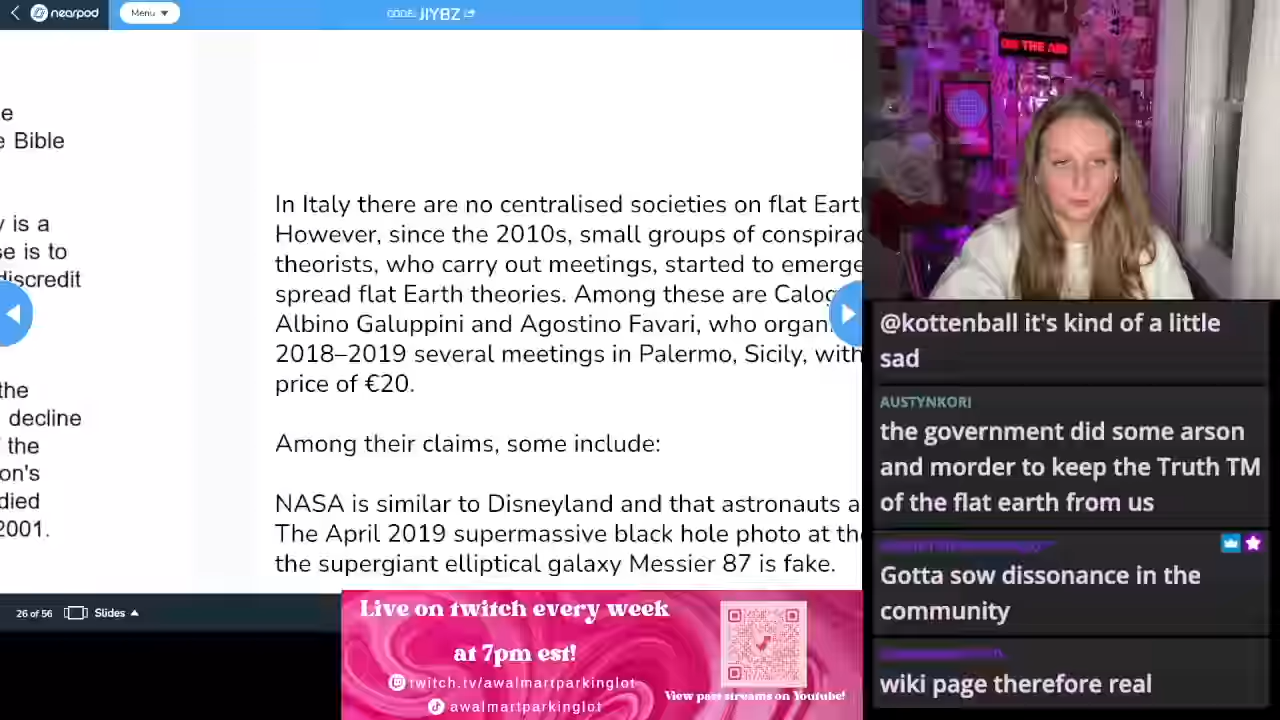 nearpod
Menu
CODE: JIYBZ
ON THE AIR
e
e Bible
y is a
se is to
discredit
the
decline
the
on's
died
2001.
In Italy there are no centralised societies on flat Eart
However, since the 2010s, small groups of conspirac
theorists, who carry out meetings, started to emerge
spread flat Earth theories. Among these are Calog
Albino Galuppini and Agostino Favari, who organi
2018–2019 several meetings in Palermo, Sicily, with
price of €20.
Among their claims, some include:
NASA is similar to Disneyland and that astronauts a
The April 2019 supermassive black hole photo at the
the supergiant elliptical galaxy Messier 87 is fake.
26 of 56
Slides
Live on twitch every week
at 7pm est!
twitch.tv/awalmartparkinglot
awalmartparkinglot
View past streams on Youtube!
@kottenball it's kind of a little
sad
AUSTYNKORI
the government did some arson
and morder to keep the Truth TM
of the flat earth from us
Gotta sow dissonance in the
community
wiki page therefore real